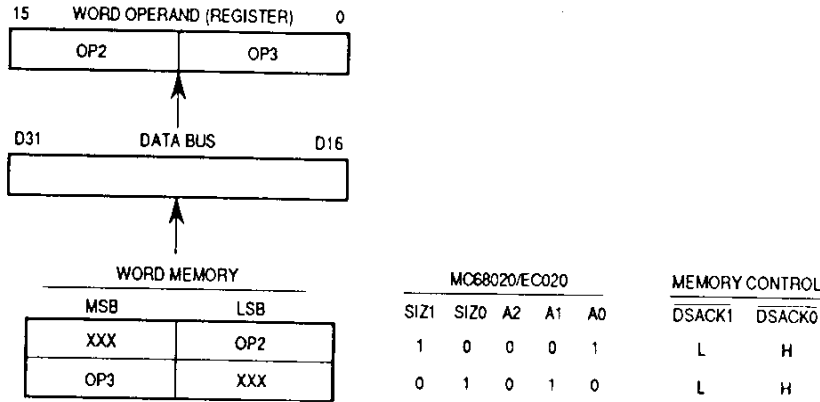 15 WORD OPERAND (REGISTER) 0
OP2 OP3
D31 DATA BUS D16
WORD MEMORY
MSB LSB
XXX OP2
OP3 XXX
MC68020/EC020
SIZ1 SIZ0 A2 A1 A0
1 0 0 0 1
0 1 0 1 0
MEMORY CONTROL
DSACK1 DSACK0
L H
L H